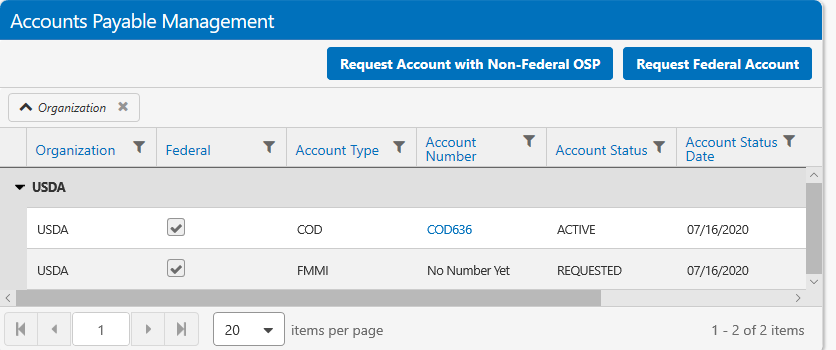 Accounts Payable Management
Request Account with Non-Federal OSP Request Federal Account
Organization
Organization Federal Account Type Account Number Account Status Account Status Date
USDA
USDA COD COD636 ACTIVE 07/16/2020
USDA FMMI No Number Yet REQUESTED 07/16/2020
1 20 items per page 1 - 2 of 2 items